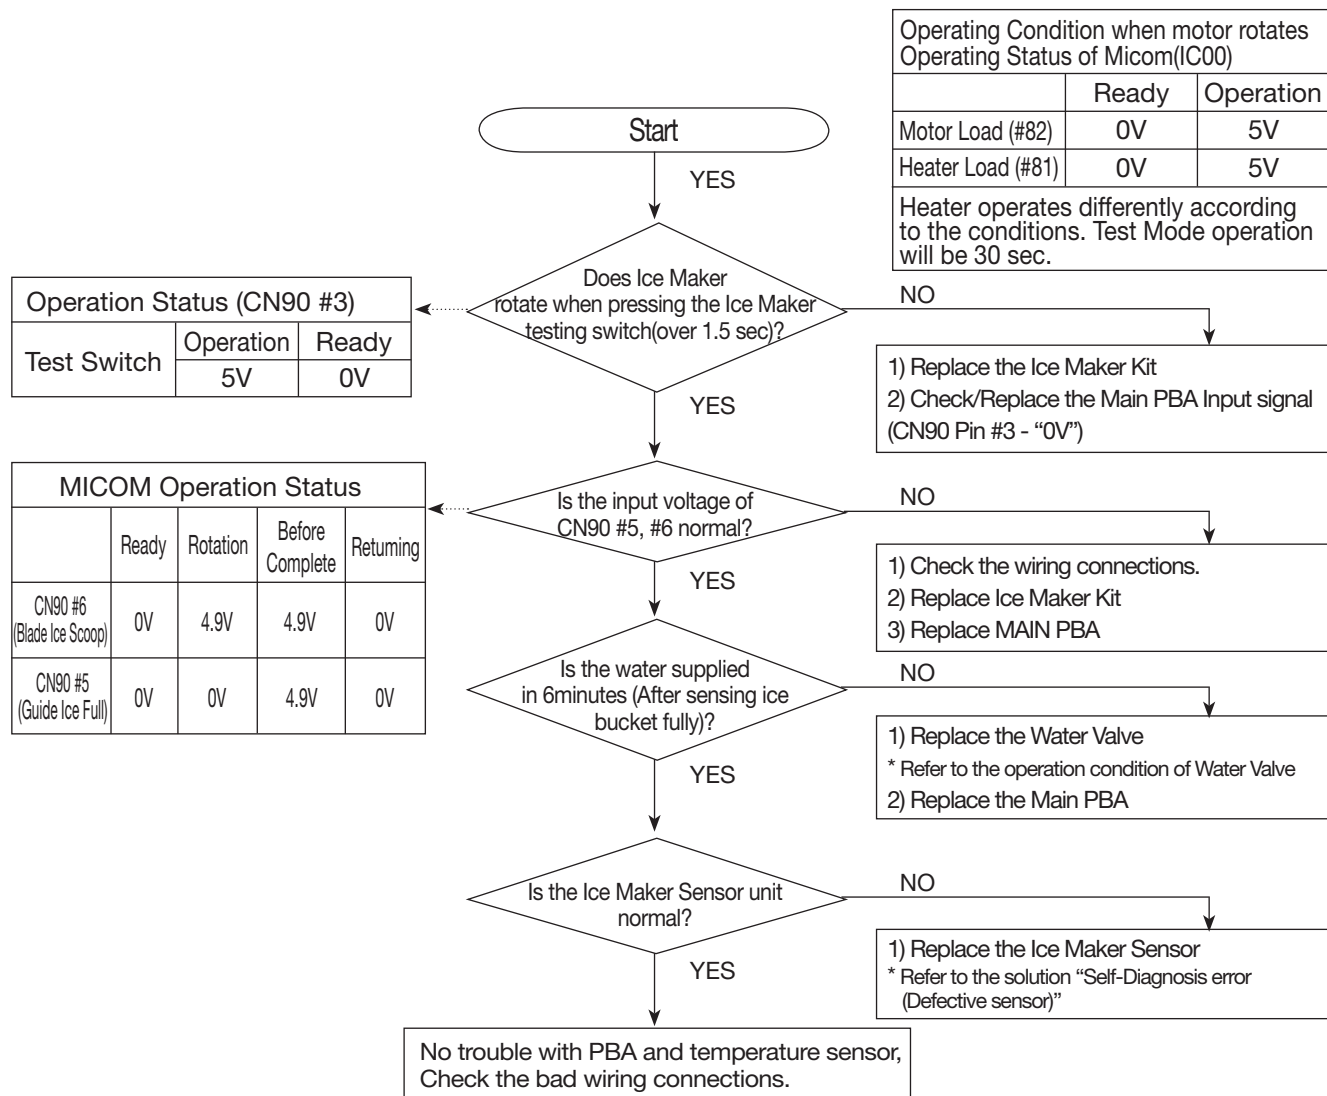 Operating Condition when motor rotates
Operating Status of Micom(IC00)
Ready Operation
Motor Load (#82) 0V 5V
Heater Load (#81) 0V 5V
Heater operates differently according
to the conditions. Test Mode operation
will be 30 sec.
Start
YES
Does Ice Maker
rotate when pressing the Ice Maker
testing switch(over 1.5 sec)?
NO
Operation Status (CN90 #3)
Test Switch
Operation Ready
5V 0V
1) Replace the Ice Maker Kit
2) Check/Replace the Main PBA Input signal
(CN90 Pin #3 - “0V”)
YES
Is the input voltage of
CN90 #5, #6 normal?
NO
MICOM Operation Status
Ready Rotation Before Complete Returning
CN90 #6
(Blade Ice Scoop) 0V 4.9V 4.9V 0V
CN90 #5
(Guide Ice Full) 0V 0V 4.9V 0V
1) Check the wiring connections.
2) Replace Ice Maker Kit
3) Replace MAIN PBA
YES
Is the water supplied
in 6minutes (After sensing ice
bucket fully)?
NO
1) Replace the Water Valve
* Refer to the operation condition of Water Valve
2) Replace the Main PBA
YES
Is the Ice Maker Sensor unit
normal?
NO
1) Replace the Ice Maker Sensor
* Refer to the solution “Self-Diagnosis error
(Defective sensor)”
YES
No trouble with PBA and temperature sensor,
Check the bad wiring connections.